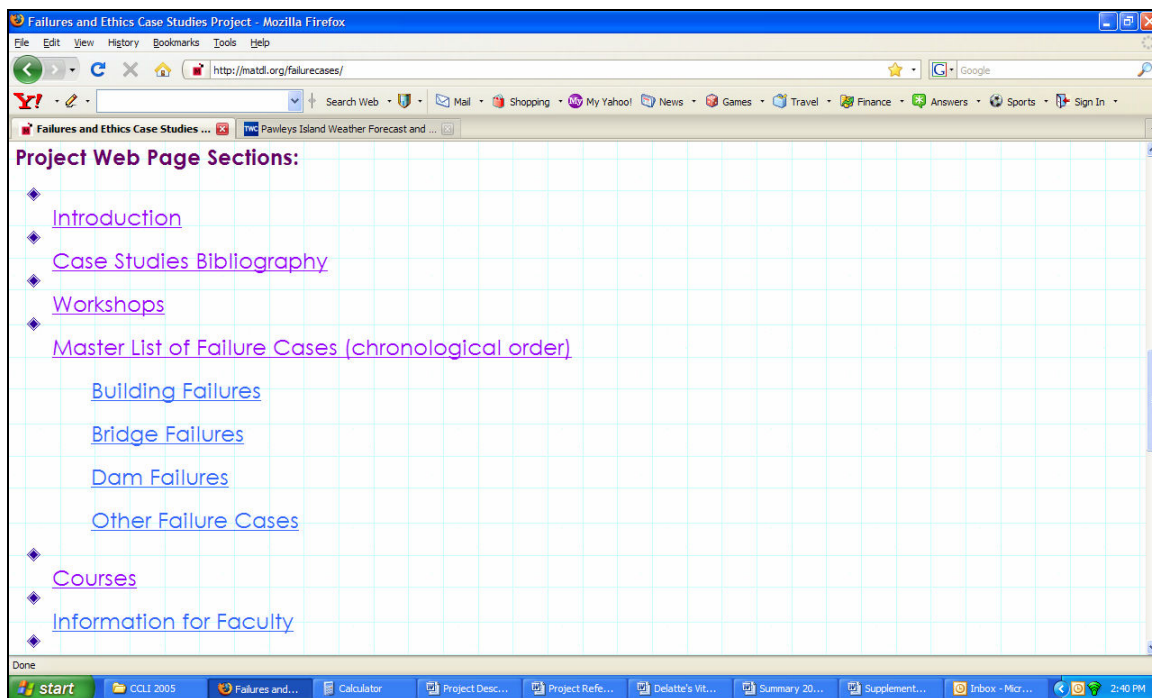 Failures and Ethics Case Studies Project - Mozilla Firefox
File Edit View History Bookmarks Tools Help
http://matdl.org/failurecases/ G Google
Y! Search Web Mail Shopping My Yahoo! News Games Travel Finance Answers Sports Sign In
Failures and Ethics Case Studies ... TWC Pawleys Island Weather Forecast and ...
Project Web Page Sections:
Introduction
Case Studies Bibliography
Workshops
Master List of Failure Cases (chronological order)
Building Failures
Bridge Failures
Dam Failures
Other Failure Cases
Courses
Information for Faculty
Done
start CCLI 2005 Failures and... Calculator Project Desc... Project Refe... Delatte's Vit... Summary 20... Supplement... Inbox - Micr... 2:40 PM